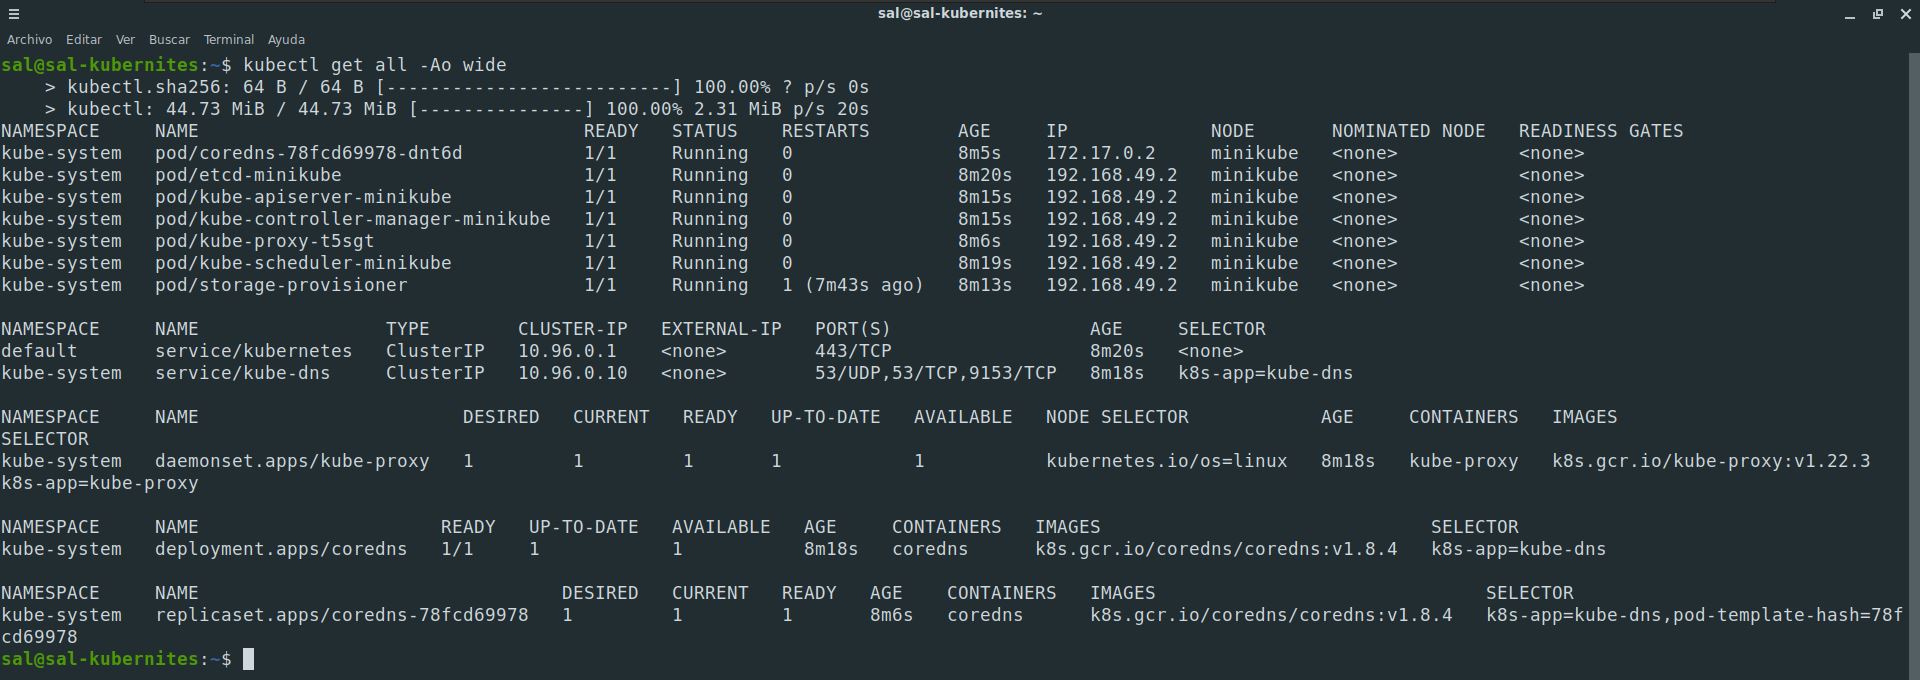 sal@sal-kubernites: ~
Archivo Editar Ver Buscar Terminal Ayuda
sal@sal-kubernites:~$ kubectl get all -Ao wide
    > kubectl.sha256: 64 B / 64 B [--------------------------] 100.00% ? p/s 0s
    > kubectl: 44.73 MiB / 44.73 MiB [---------------] 100.00% 2.31 MiB p/s 20s
NAMESPACE     NAME                                   READY   STATUS    RESTARTS        AGE     IP             NODE       NOMINATED NODE   READINESS GATES
kube-system   pod/coredns-78fcd69978-dnt6d           1/1     Running   0               8m5s    172.17.0.2     minikube   <none>           <none>
kube-system   pod/etcd-minikube                      1/1     Running   0               8m20s   192.168.49.2   minikube   <none>           <none>
kube-system   pod/kube-apiserver-minikube            1/1     Running   0               8m15s   192.168.49.2   minikube   <none>           <none>
kube-system   pod/kube-controller-manager-minikube   1/1     Running   0               8m15s   192.168.49.2   minikube   <none>           <none>
kube-system   pod/kube-proxy-t5sgt                   1/1     Running   0               8m6s    192.168.49.2   minikube   <none>           <none>
kube-system   pod/kube-scheduler-minikube            1/1     Running   0               8m19s   192.168.49.2   minikube   <none>           <none>
kube-system   pod/storage-provisioner                1/1     Running   1 (7m43s ago)   8m13s   192.168.49.2   minikube   <none>           <none>

NAMESPACE     NAME                 TYPE        CLUSTER-IP   EXTERNAL-IP   PORT(S)                  AGE     SELECTOR
default       service/kubernetes   ClusterIP   10.96.0.1    <none>        443/TCP                  8m20s   <none>
kube-system   service/kube-dns     ClusterIP   10.96.0.10   <none>        53/UDP,53/TCP,9153/TCP   8m18s   k8s-app=kube-dns

NAMESPACE     NAME                        DESIRED   CURRENT   READY   UP-TO-DATE   AVAILABLE   NODE SELECTOR            AGE     CONTAINERS   IMAGES
SELECTOR
kube-system   daemonset.apps/kube-proxy   1         1         1       1            1           kubernetes.io/os=linux   8m18s   kube-proxy   k8s.gcr.io/kube-proxy:v1.22.3
k8s-app=kube-proxy

NAMESPACE     NAME                      READY   UP-TO-DATE   AVAILABLE   AGE     CONTAINERS   IMAGES                              SELECTOR
kube-system   deployment.apps/coredns   1/1     1            1           8m18s   coredns      k8s.gcr.io/coredns/coredns:v1.8.4   k8s-app=kube-dns

NAMESPACE     NAME                                 DESIRED   CURRENT   READY   AGE    CONTAINERS   IMAGES                              SELECTOR
kube-system   replicaset.apps/coredns-78fcd69978   1         1         1       8m6s   coredns      k8s.gcr.io/coredns/coredns:v1.8.4   k8s-app=kube-dns,pod-template-hash=78f
cd69978
sal@sal-kubernites:~$